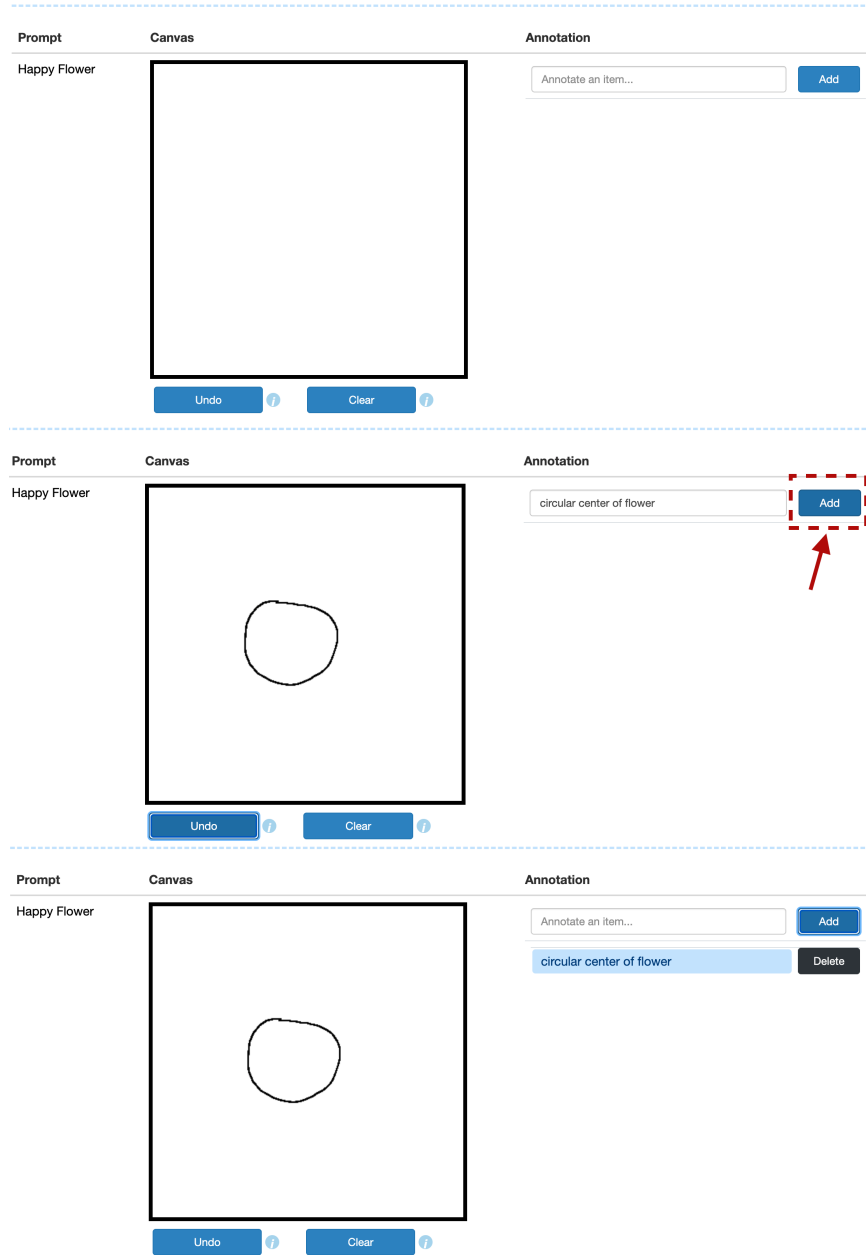 Prompt Canvas Annotation
Happy Flower
Annotate an item... Add
Undo i Clear i
Prompt Canvas Annotation
Happy Flower
circular center of flower Add
Undo i Clear i
Prompt Canvas Annotation
Happy Flower
Annotate an item... Add
circular center of flower Delete
Undo i Clear i